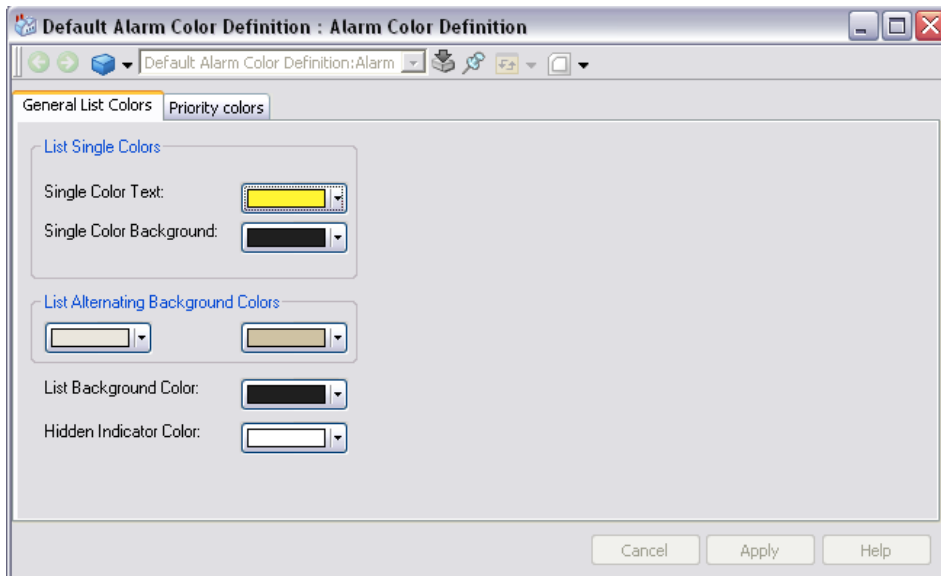 Default Alarm Color Definition : Alarm Color Definition
Default Alarm Color Definition:Alarm
General List Colors
Priority colors
List Single Colors
Single Color Text:
Single Color Background:
List Alternating Background Colors
List Background Color:
Hidden Indicator Color:
Cancel
Apply
Help